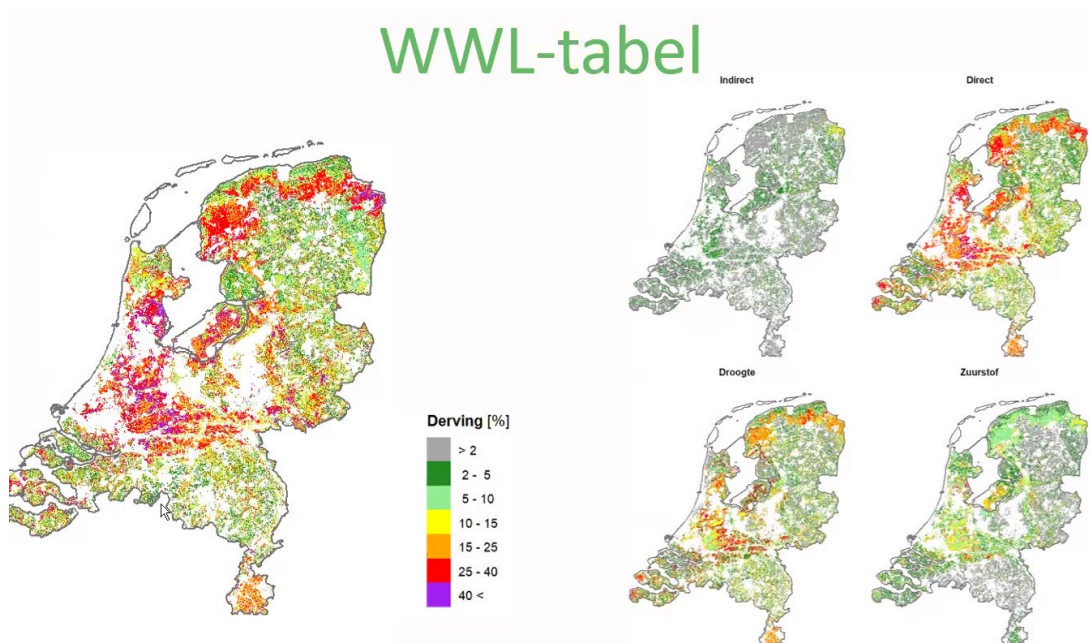 WWL-tabel
Indirect
Direct
Droogte
Zuurstof
Derving [%]
> 2
2 - 5
5 - 10
10 - 15
15 - 25
25 - 40
40 <